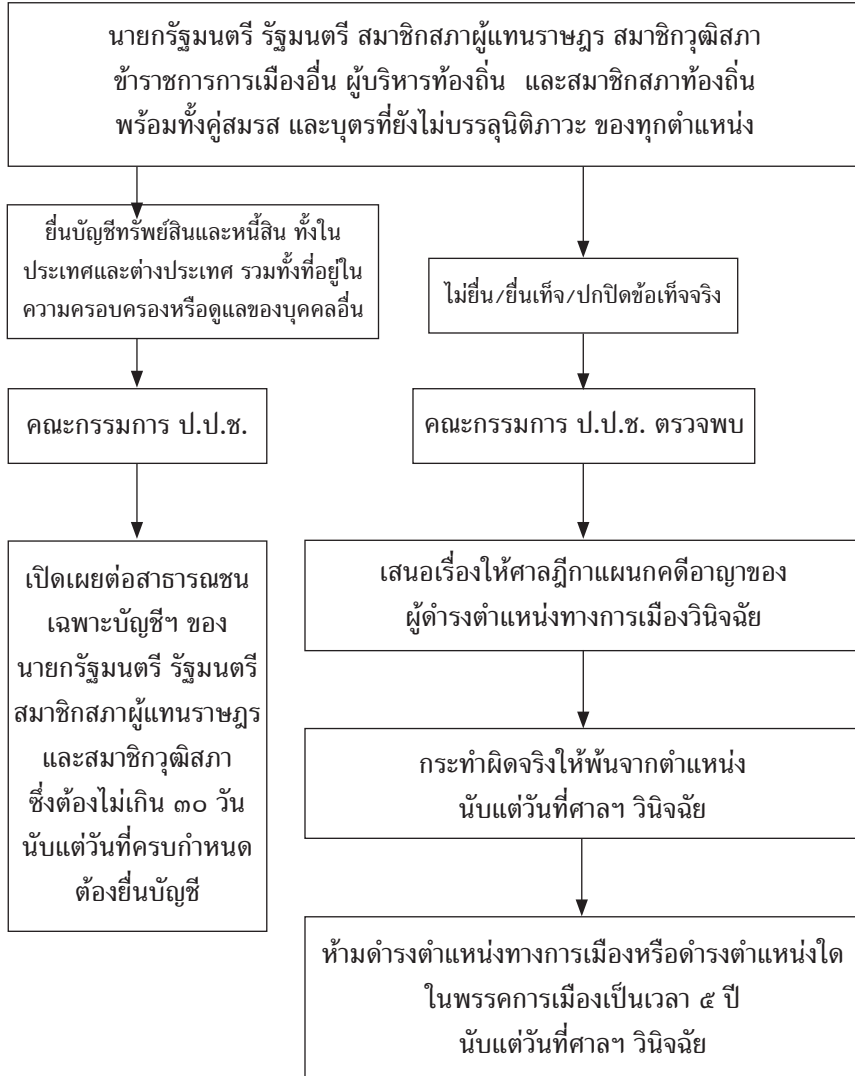 นายกรัฐมนตรี รัฐมนตรี สมาชิกสภาผู้แทนราษฎร สมาชิกวุฒิสภา
ข้าราชการการเมืองอื่น ผู้บริหารท้องถิ่น และสมาชิกสภาท้องถิ่น
พร้อมทั้งคู่สมรส และบุตรที่ยังไม่บรรลุนิติภาวะ ของทุกตำแหน่ง
ยื่นบัญชีทรัพย์สินและหนี้สิน ทั้งใน
ประเทศและต่างประเทศ รวมทั้งที่อยู่ใน
ความครอบครองหรือดูแลของบุคคลอื่น
คณะกรรมการ ป.ป.ช.
เปิดเผยต่อสาธารณชน
เฉพาะบัญชีฯ ของ
นายกรัฐมนตรี รัฐมนตรี
สมาชิกสภาผู้แทนราษฎร
และสมาชิกวุฒิสภา
ซึ่งต้องไม่เกิน ๓๐ วัน
นับแต่วันที่ครบกำหนด
ต้องยื่นบัญชี
ไม่ยื่น/ยื่นเท็จ/ปกปิดข้อเท็จจริง
คณะกรรมการ ป.ป.ช. ตรวจพบ
เสนอเรื่องให้ศาลฎีกาแผนกคดีอาญาของ
ผู้ดำรงตำแหน่งทางการเมืองวินิจฉัย
กระทำผิดจริงให้พ้นจากตำแหน่ง
นับแต่วันที่ศาลฯ วินิจฉัย
ห้ามดำรงตำแหน่งทางการเมืองหรือดำรงตำแหน่งใด
ในพรรคการเมืองเป็นเวลา ๕ ปี
นับแต่วันที่ศาลฯ วินิจฉัย